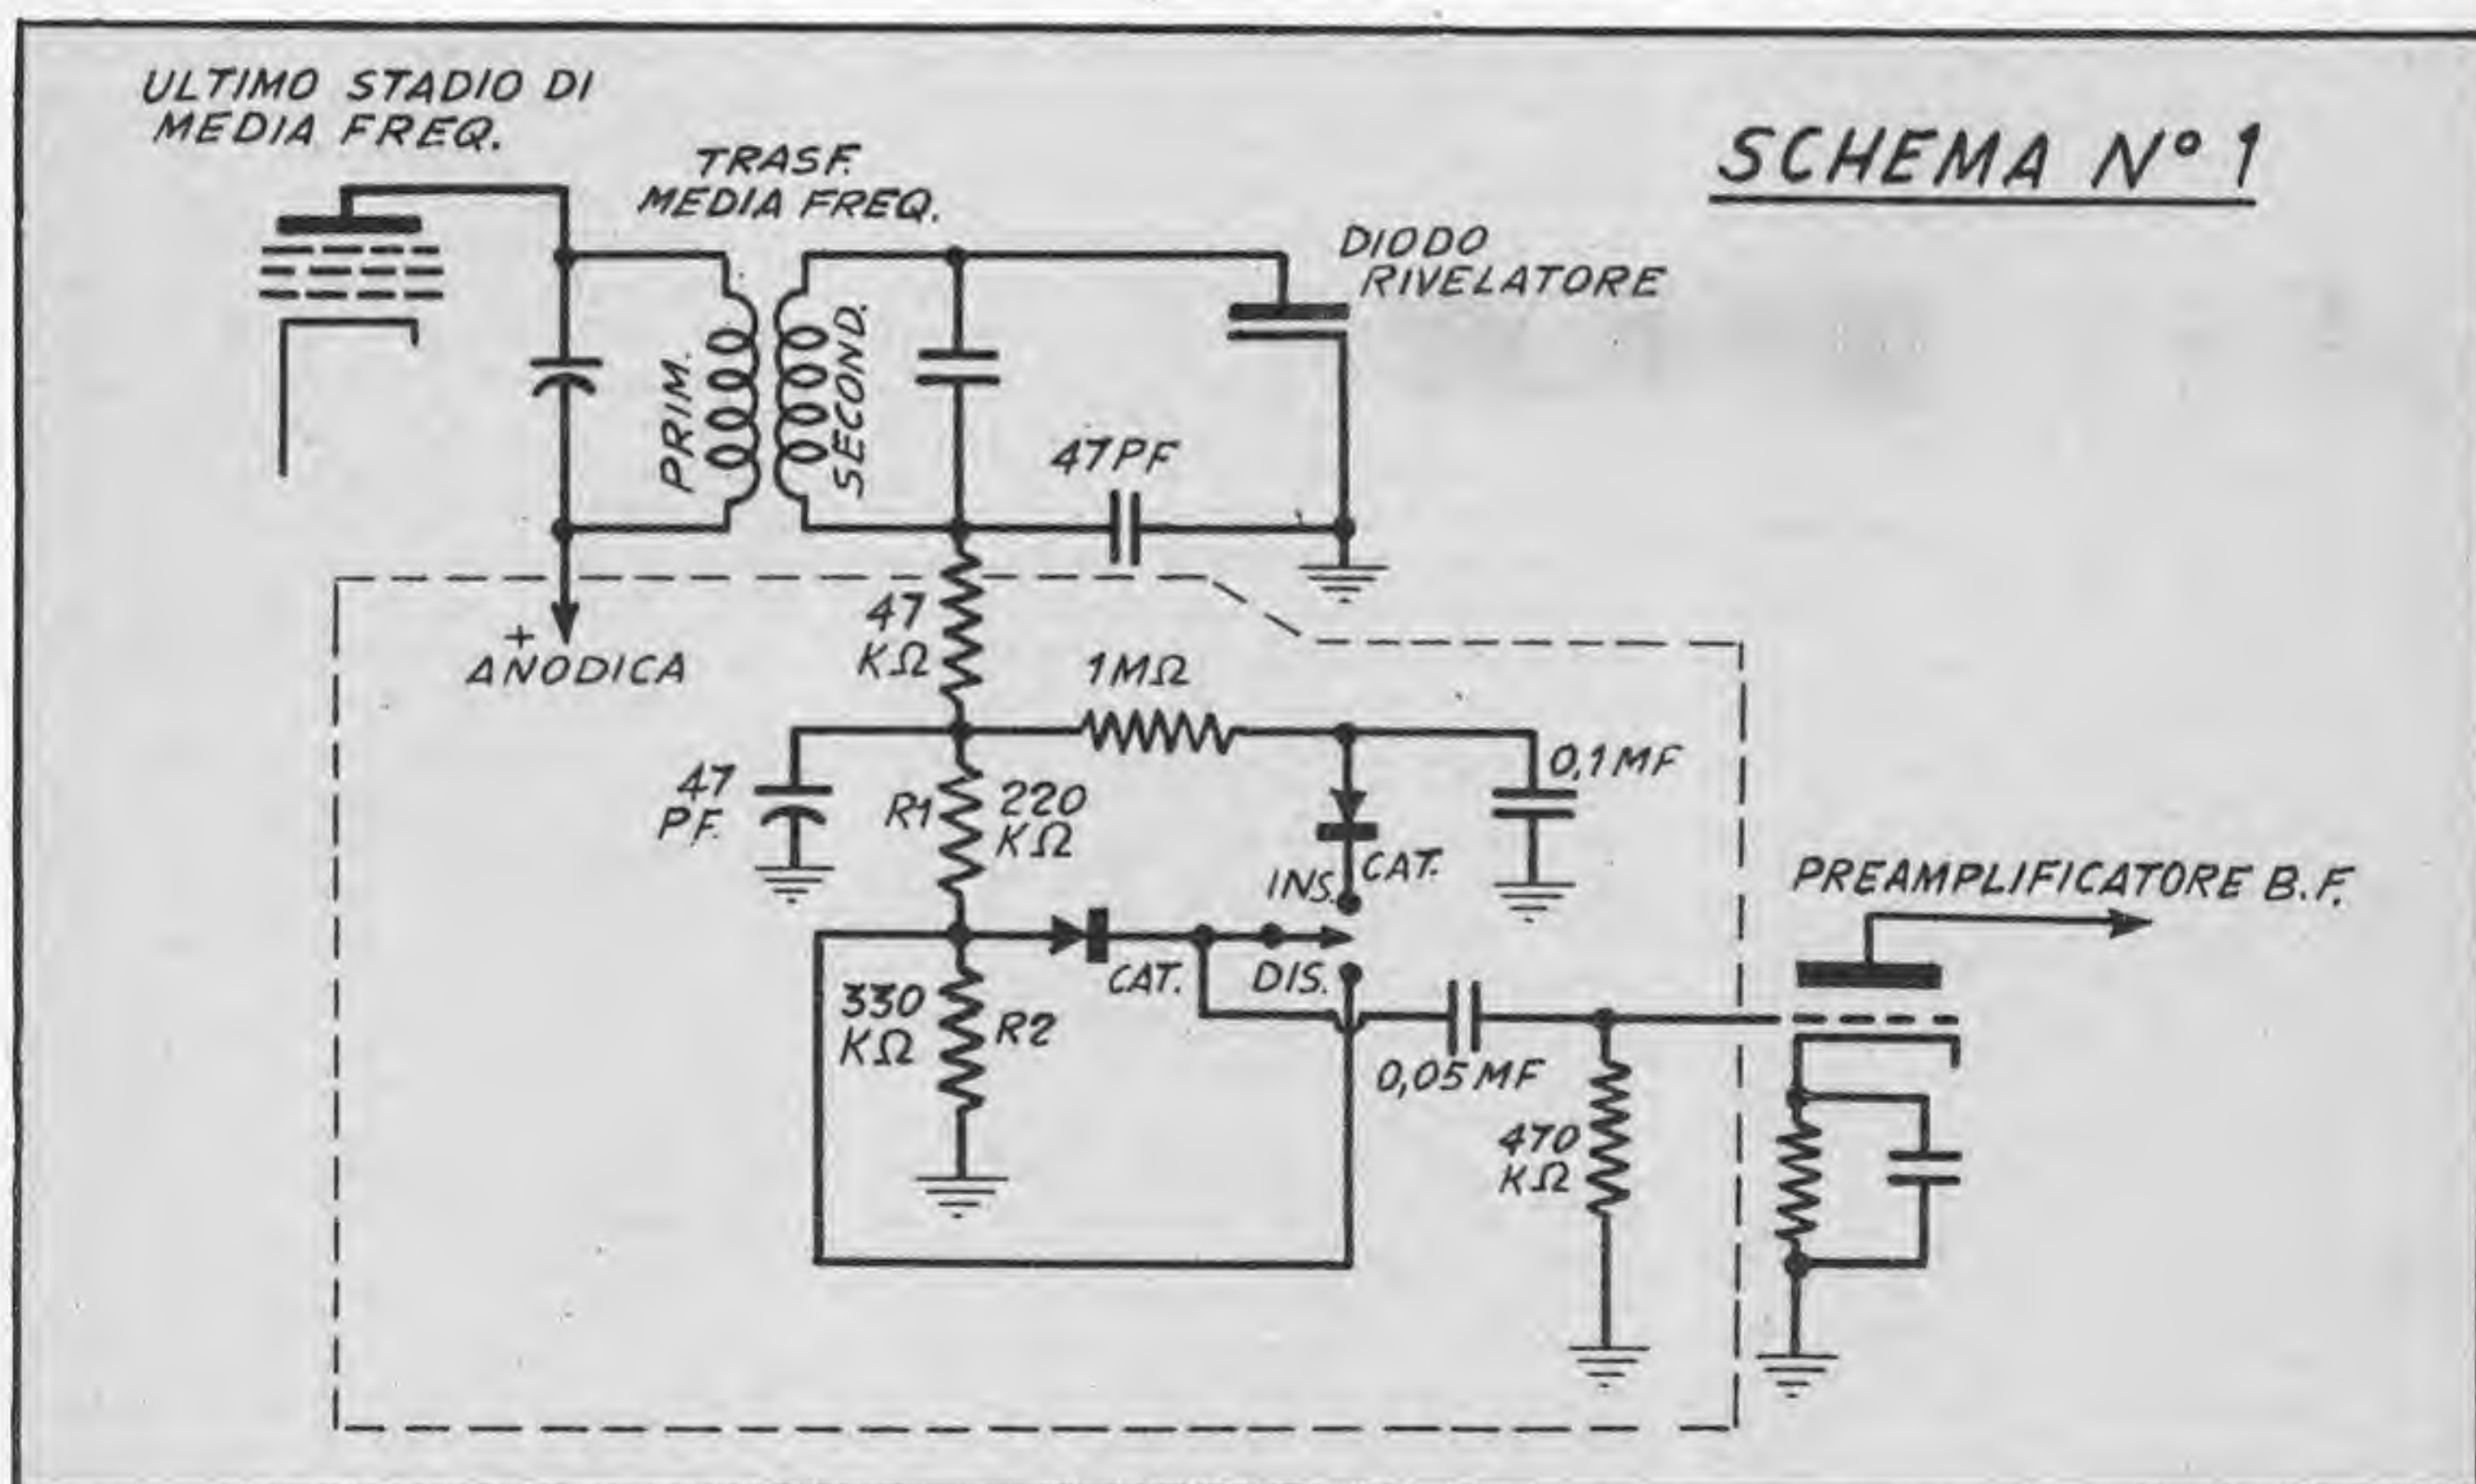 ULTIMO STADIO DI
MEDIA FREQ.
SCHEMA N° 1
TRASF.
MEDIA FREQ.
DIODO
RIVELATORE
PRIM.
SECOND.
47PF
+
ANODICA
47
KΩ
1MΩ
47
PF.
R1
220
KΩ
0,1MF
INS.
CAT.
PREAMPLIFICATORE B.F.
CAT.
DIS.
330
KΩ
R2
0,05MF
470
KΩ